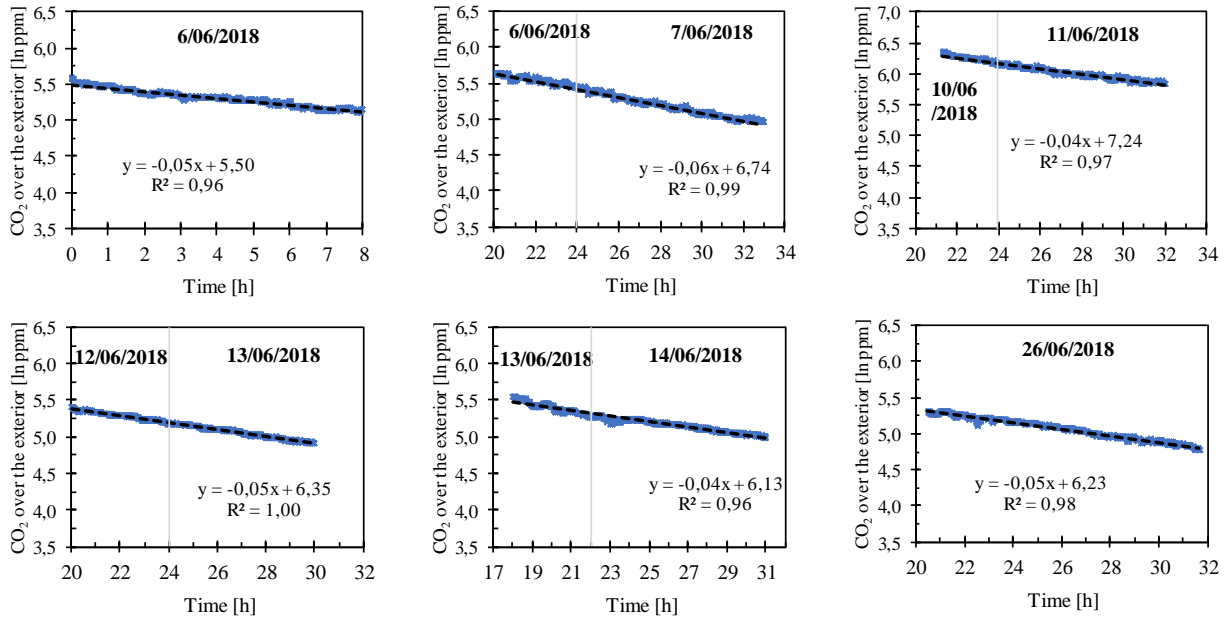 CO2 over the exterior [ln ppm]
6,5
6,0
5,5
5,0
4,5
4,0
3,5
6/06/2018
y = -0,05x + 5,50
R² = 0,96
0 1 2 3 4 5 6 7 8
Time [h]
CO2 over the exterior [ln ppm]
6,5
6,0
5,5
5,0
4,5
4,0
3,5
6/06/2018 7/06/2018
y = -0,06x + 6,74
R² = 0,99
20 22 24 26 28 30 32 34
Time [h]
CO2 over the exterior [ln ppm]
7,0
6,5
6,0
5,5
5,0
4,5
4,0
3,5
11/06/2018
10/06
/2018
y = -0,04x + 7,24
R² = 0,97
20 22 24 26 28 30 32 34
Time [h]
CO2 over the exterior [ln ppm]
6,5
6,0
5,5
5,0
4,5
4,0
3,5
12/06/2018 13/06/2018
y = -0,05x + 6,35
R² = 1,00
20 22 24 26 28 30 32
Time [h]
CO2 over the exterior [ln ppm]
6,5
6,0
5,5
5,0
4,5
4,0
3,5
13/06/2018 14/06/2018
y = -0,04x + 6,13
R² = 0,96
17 19 21 23 25 27 29 31
Time [h]
CO2 over the exterior [ln ppm]
6,5
6,0
5,5
5,0
4,5
4,0
3,5
26/06/2018
y = -0,05x + 6,23
R² = 0,98
20 22 24 26 28 30 32
Time [h]